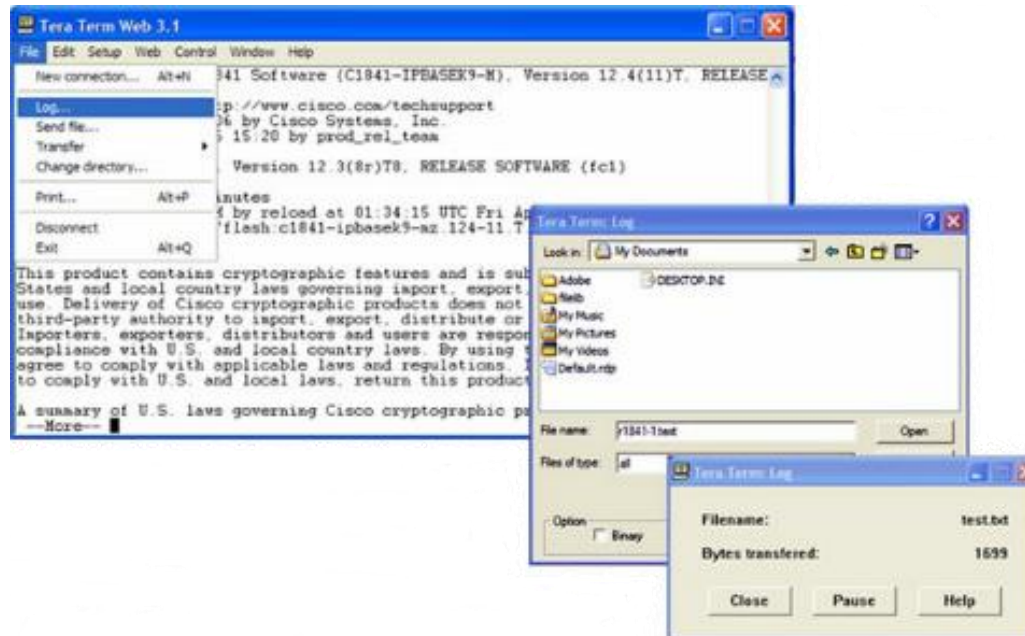 Tera Term Web 3.1
File Edit Setup Web Control Window Help
New connection... Alt+N
Log...
Send file...
Transfer
Change directory...
Print... Alt+P
Disconnect
Exit Alt+Q
841 Software (C1841-IPBASEK9-M), Version 12.4(11)T, RELEASE
p://www.cisco.com/techsupport
06 by Cisco Systems, Inc.
15:20 by prod_rel_team
Version 12.3(8r)T8, RELEASE SOFTWARE (fc1)
inutes
by reload at 01:34:15 UTC Fri Ap
"flash:c1841-ipbasek9-mz.124-11.T
This product contains cryptographic features and is sub
States and local country laws governing import, export,
use. Delivery of Cisco cryptographic products does not
third-party authority to import, export, distribute or
Importers, exporters, distributors and users are respon
compliance with U.S. and local country laws. By using t
agree to comply with applicable laws and regulations. I
to comply with U.S. and local laws, return this product
A summary of U.S. laws governing Cisco cryptographic pr
--More--
Tera Term: Log
Look in: My Documents
Adobe
filelib
My Music
My Pictures
My Videos
Default.rdp
DESKTOP.INI
File name: r1841-1test
Open
Files of type: all
Option
Binary
Tera Term: Log
Filename: test.txt
Bytes transfered: 1699
Close Pause Help